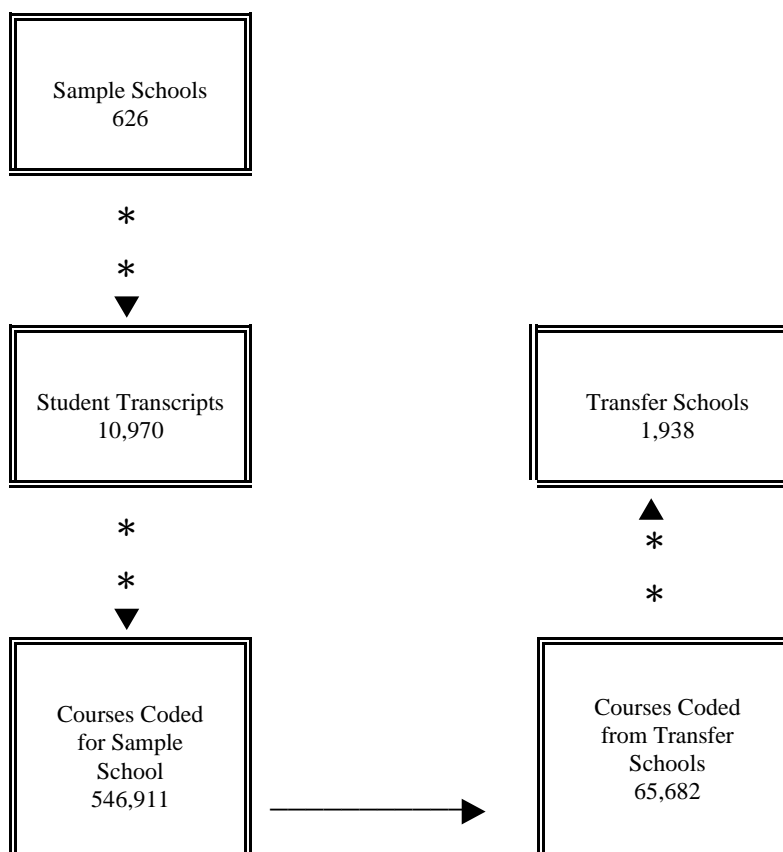 Sample Schools
626
*
*
Student Transcripts
10,970
Transfer Schools
1,938
*
*
*
*
Courses Coded
for Sample
School
546,911
Courses Coded
from Transfer
Schools
65,682